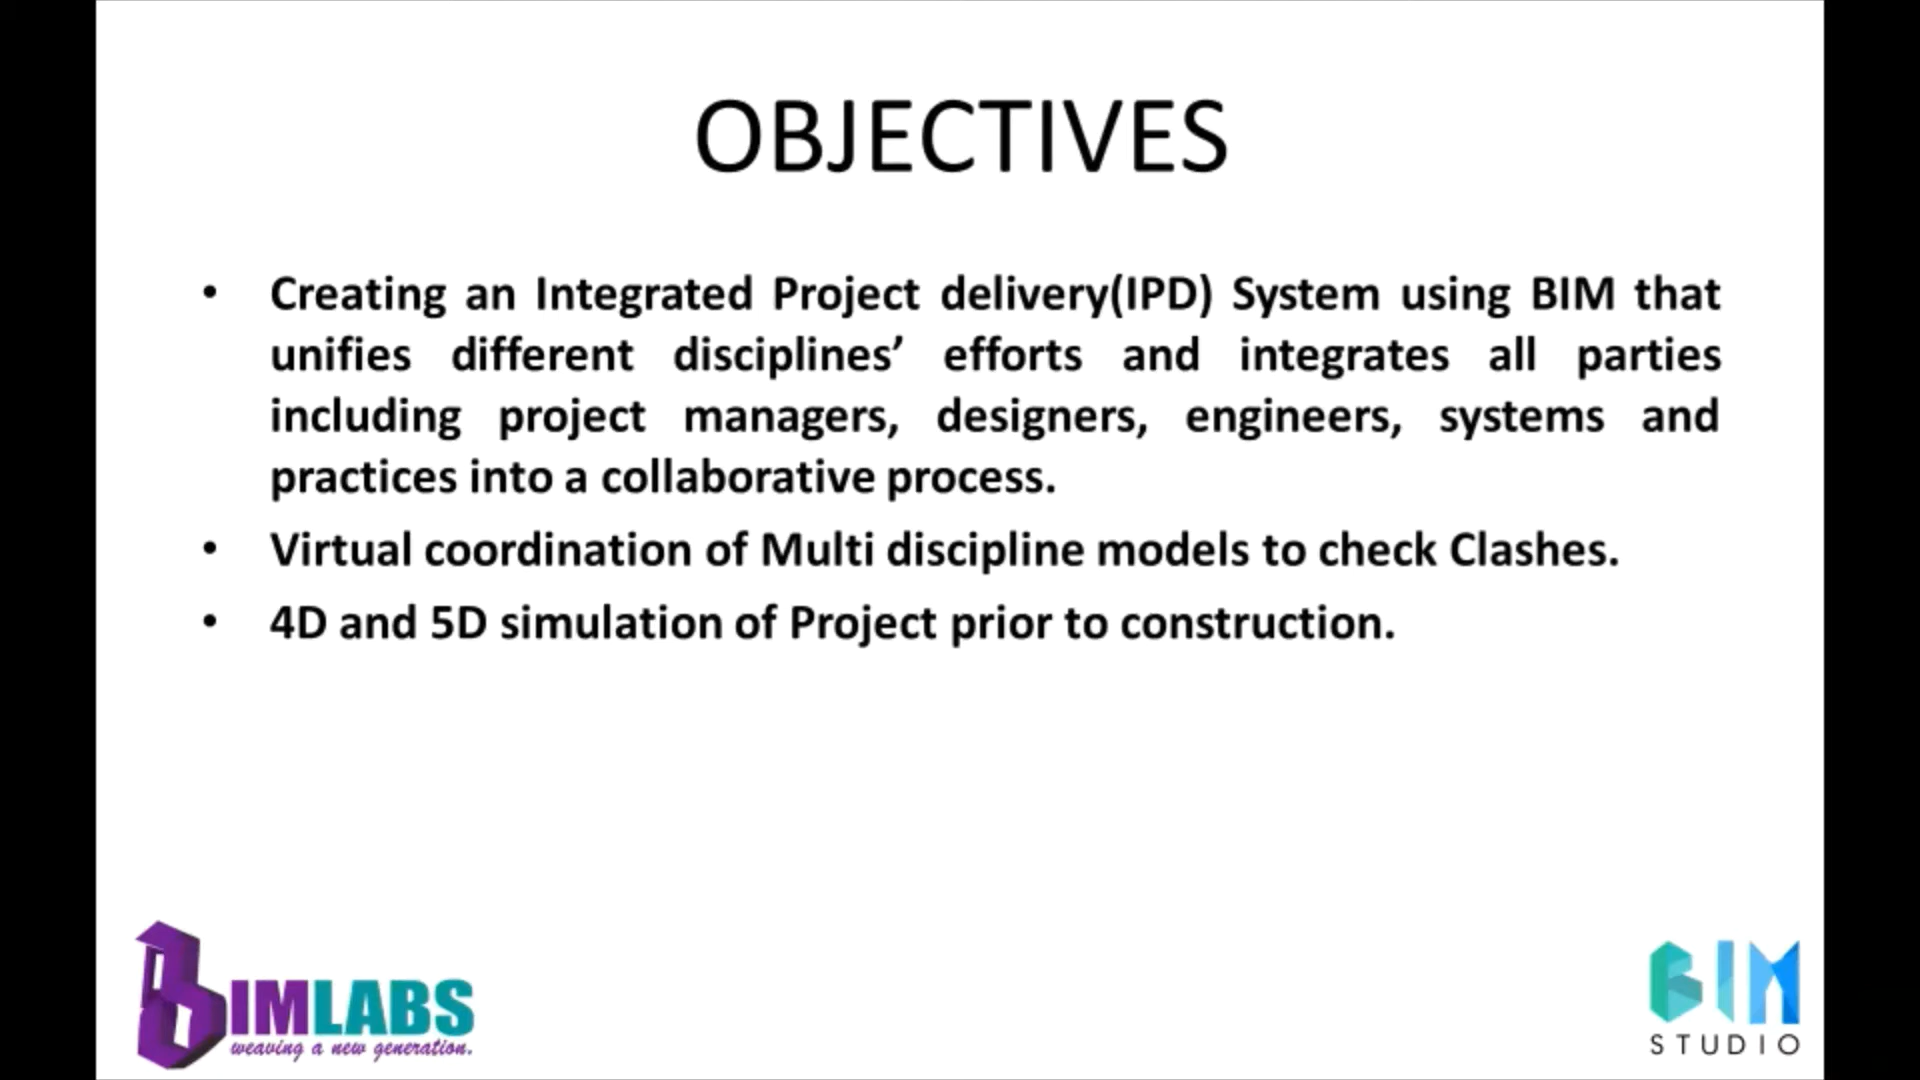 OBJECTIVES
• Creating an Integrated Project delivery(IPD) System using BIM that
unifies different disciplines’ efforts and integrates all parties
including project managers, designers, engineers, systems and
practices into a collaborative process.
• Virtual coordination of Multi discipline models to check Clashes.
• 4D and 5D simulation of Project prior to construction.
BIMLABS
weaving a new generation.
BIM
STUDIO